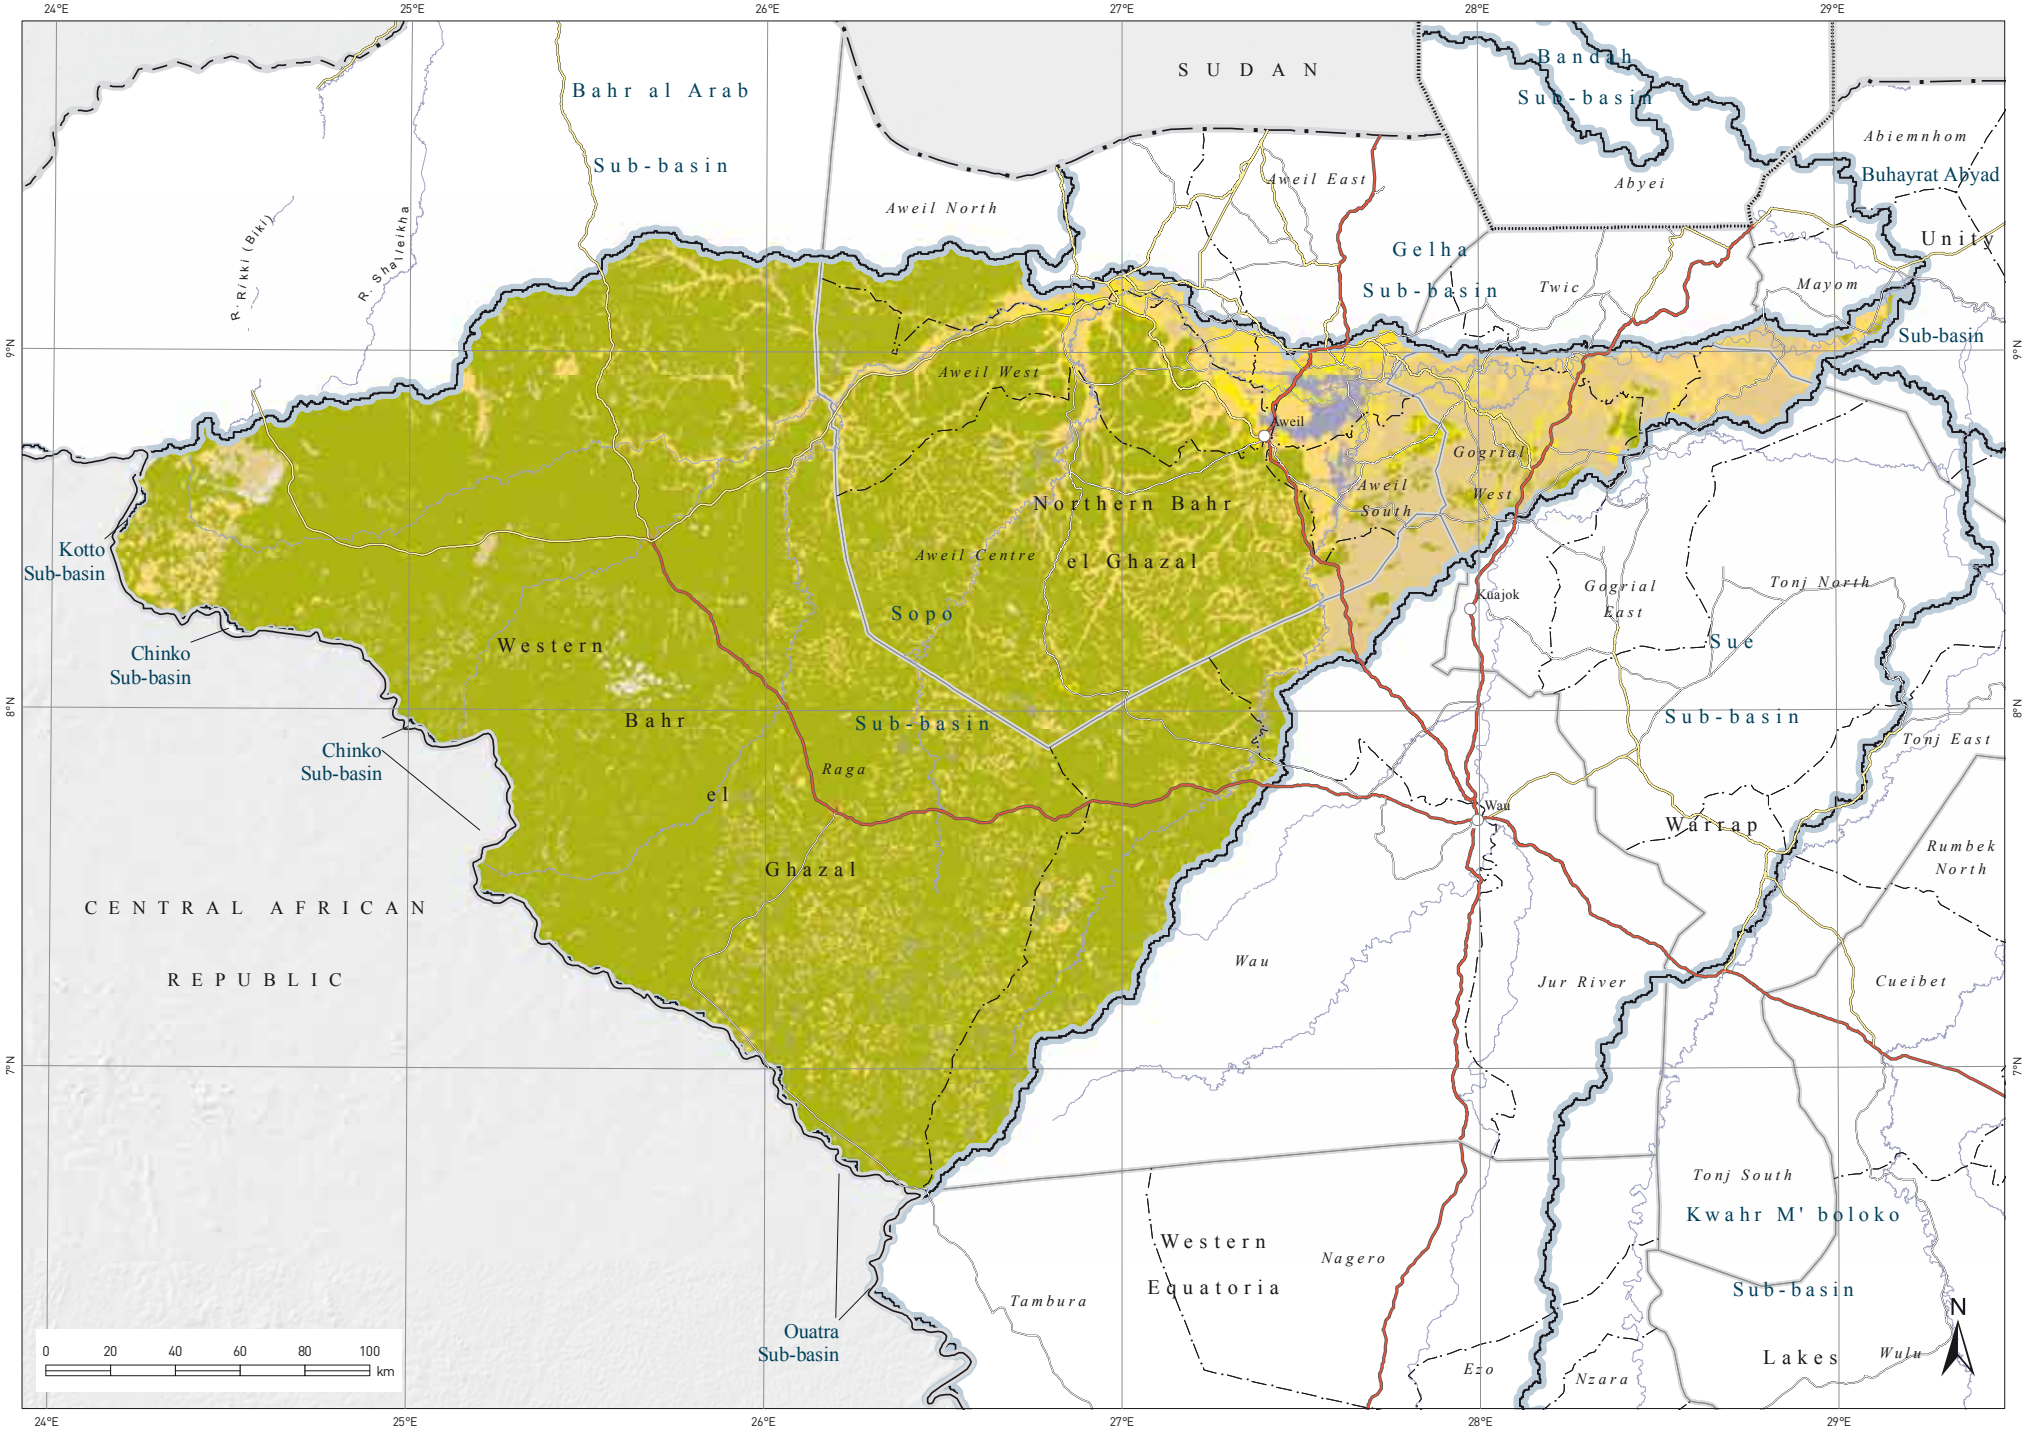 24°E
25°E
26°E
27°E
28°E
29°E
SUDAN
Bandah
Sub-basin
Bahr al Arab
Sub-basin
Abiemnhom
Buhayrat Abyad
Sub-basin
Aweil East
Abyei
Aweil North
R. Rikki (Biki)
R. Shalleikha
Gelha
Sub-basin
Unity
Twic
Mayom
9°N
9°N
Aweil West
Aweil
Gogrial
West
Aweil
South
Northern Bahr
el Ghazal
Aweil Centre
Kotto
Sub-basin
Kuajok
Gogrial
East
Tonj North
Sopo
Sub-basin
Western
Bahr
el
Ghazal
Sue
Sub-basin
Chinko
Sub-basin
8°N
8°N
Chinko
Sub-basin
Tonj East
Raga
Wau
Warrap
Rumbek
North
CENTRAL AFRICAN
REPUBLIC
Wau
Jur River
Cueibet
7°N
7°N
Tonj South
Kwahr M' boloko
Sub-basin
Western
Equatoria
Nagero
Tambura
Ouatra
Sub-basin
Ezo
Nzara
Lakes
Wulu
N
0
20
40
60
80
100
km
24°E
25°E
26°E
27°E
28°E
29°E